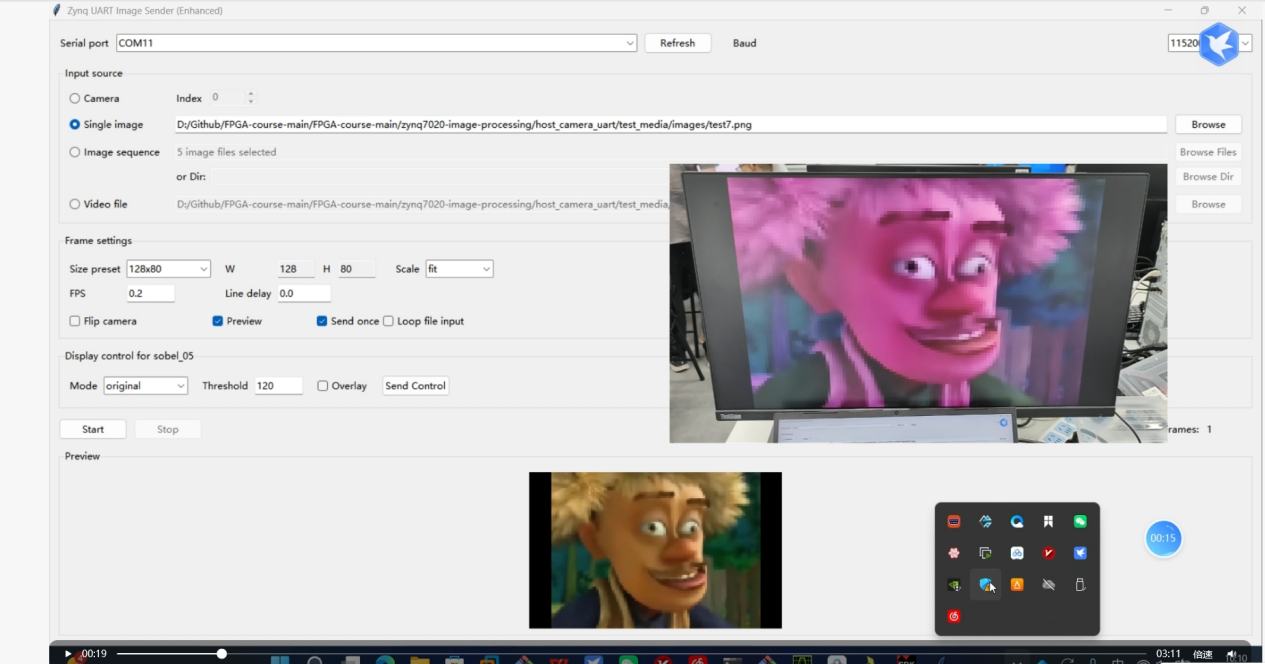 Zynq UART Image Sender (Enhanced)
Serial port COM11 Refresh Baud 11520
Input source
Camera Index 0
Single image D:/Github/FPGA-course-main/FPGA-course-main/zynq7020-image-processing/host_camera_uart/test_media/images/test7.png Browse
Image sequence 5 image files selected Browse Files
or Dir: Browse Dir
Video file D:/Github/FPGA-course-main/FPGA-course-main/zynq7020-image-processing/host_camera_uart/test_media, Browse
Frame settings
Size preset 128x80 W 128 H 80 Scale fit
FPS 0.2 Line delay 0.0
Flip camera Preview Send once Loop file input
Display control for sobel_05
Mode original Threshold 120 Overlay Send Control
Start Stop rames: 1
Preview
00:15
00:19 03:11 倍速